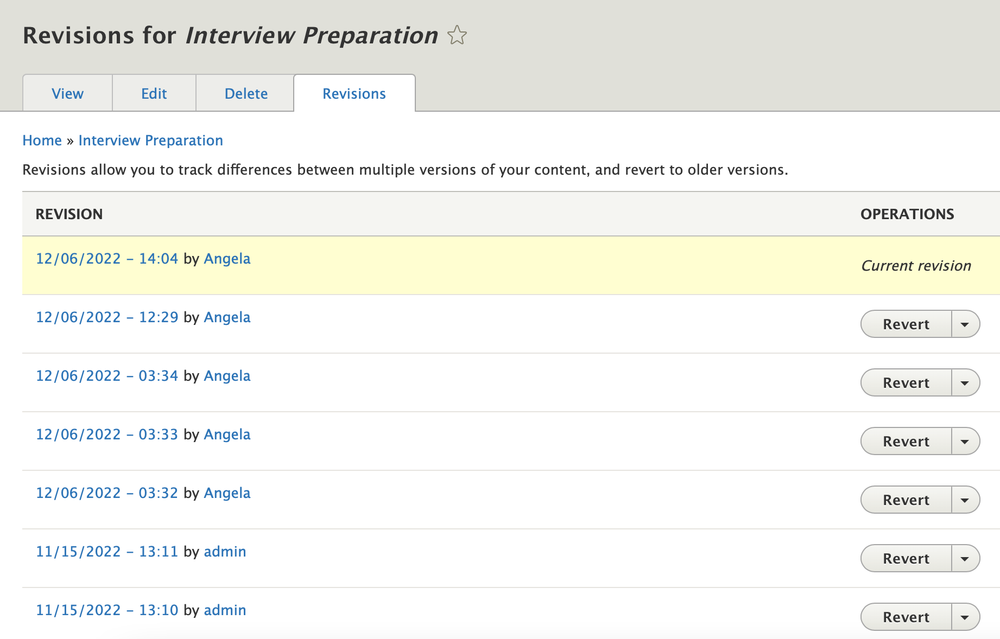 Revisions for Interview Preparation
View Edit Delete Revisions
Home » Interview Preparation
Revisions allow you to track differences between multiple versions of your content, and revert to older versions.
REVISION OPERATIONS
12/06/2022 – 14:04 by Angela Current revision
12/06/2022 – 12:29 by Angela Revert
12/06/2022 – 03:34 by Angela Revert
12/06/2022 – 03:33 by Angela Revert
12/06/2022 – 03:32 by Angela Revert
11/15/2022 – 13:11 by admin Revert
11/15/2022 – 13:10 by admin Revert